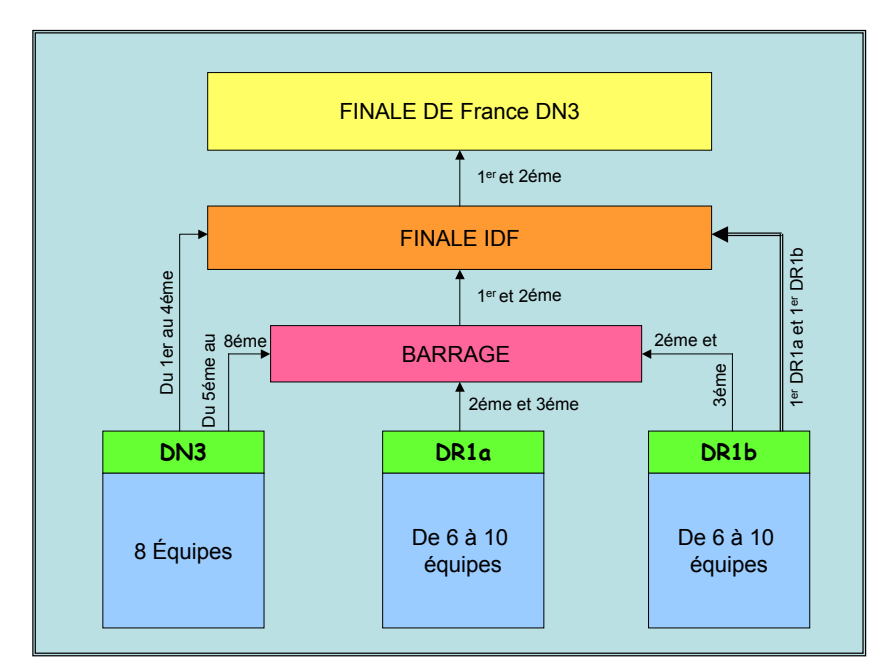 FINALE DE France DN3
1er et 2éme
FINALE IDF
Du 1er au 4éme
1er et 2éme
1er DR1a et 1er DR1b
Du 5éme au
8éme
BARRAGE
2éme et
3éme
2éme et 3éme
DN3
DR1a
DR1b
8 Équipes
De 6 à 10
équipes
De 6 à 10
équipes